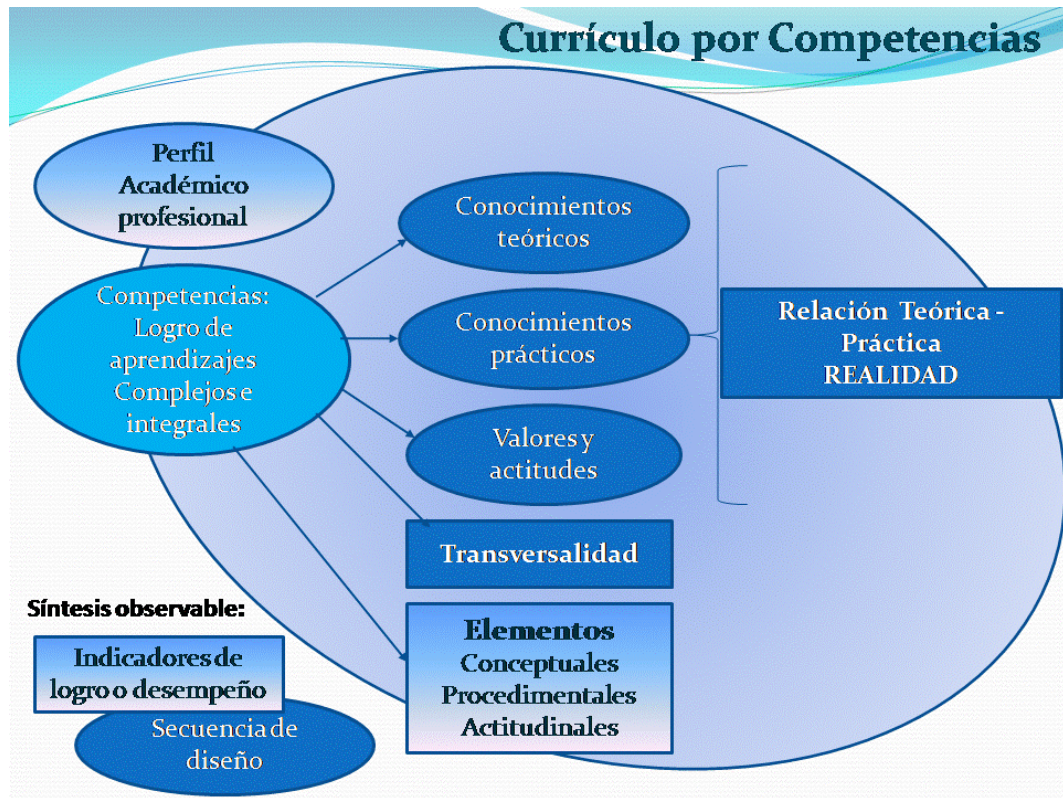 Currículo por Competencias
Perfil
Académico
profesional
Competencias:
Logro de
aprendizajes
Complejos e
integrales
Conocimientos
teóricos
Conocimientos
prácticos
Valores y
actitudes
Relación Teórica -
Práctica
REALIDAD
Transversalidad
Elementos
Conceptuales
Procedimentales
Actitudinales
Síntesis observable:
Indicadores de
logro o desempeño
Secuencia de
diseño